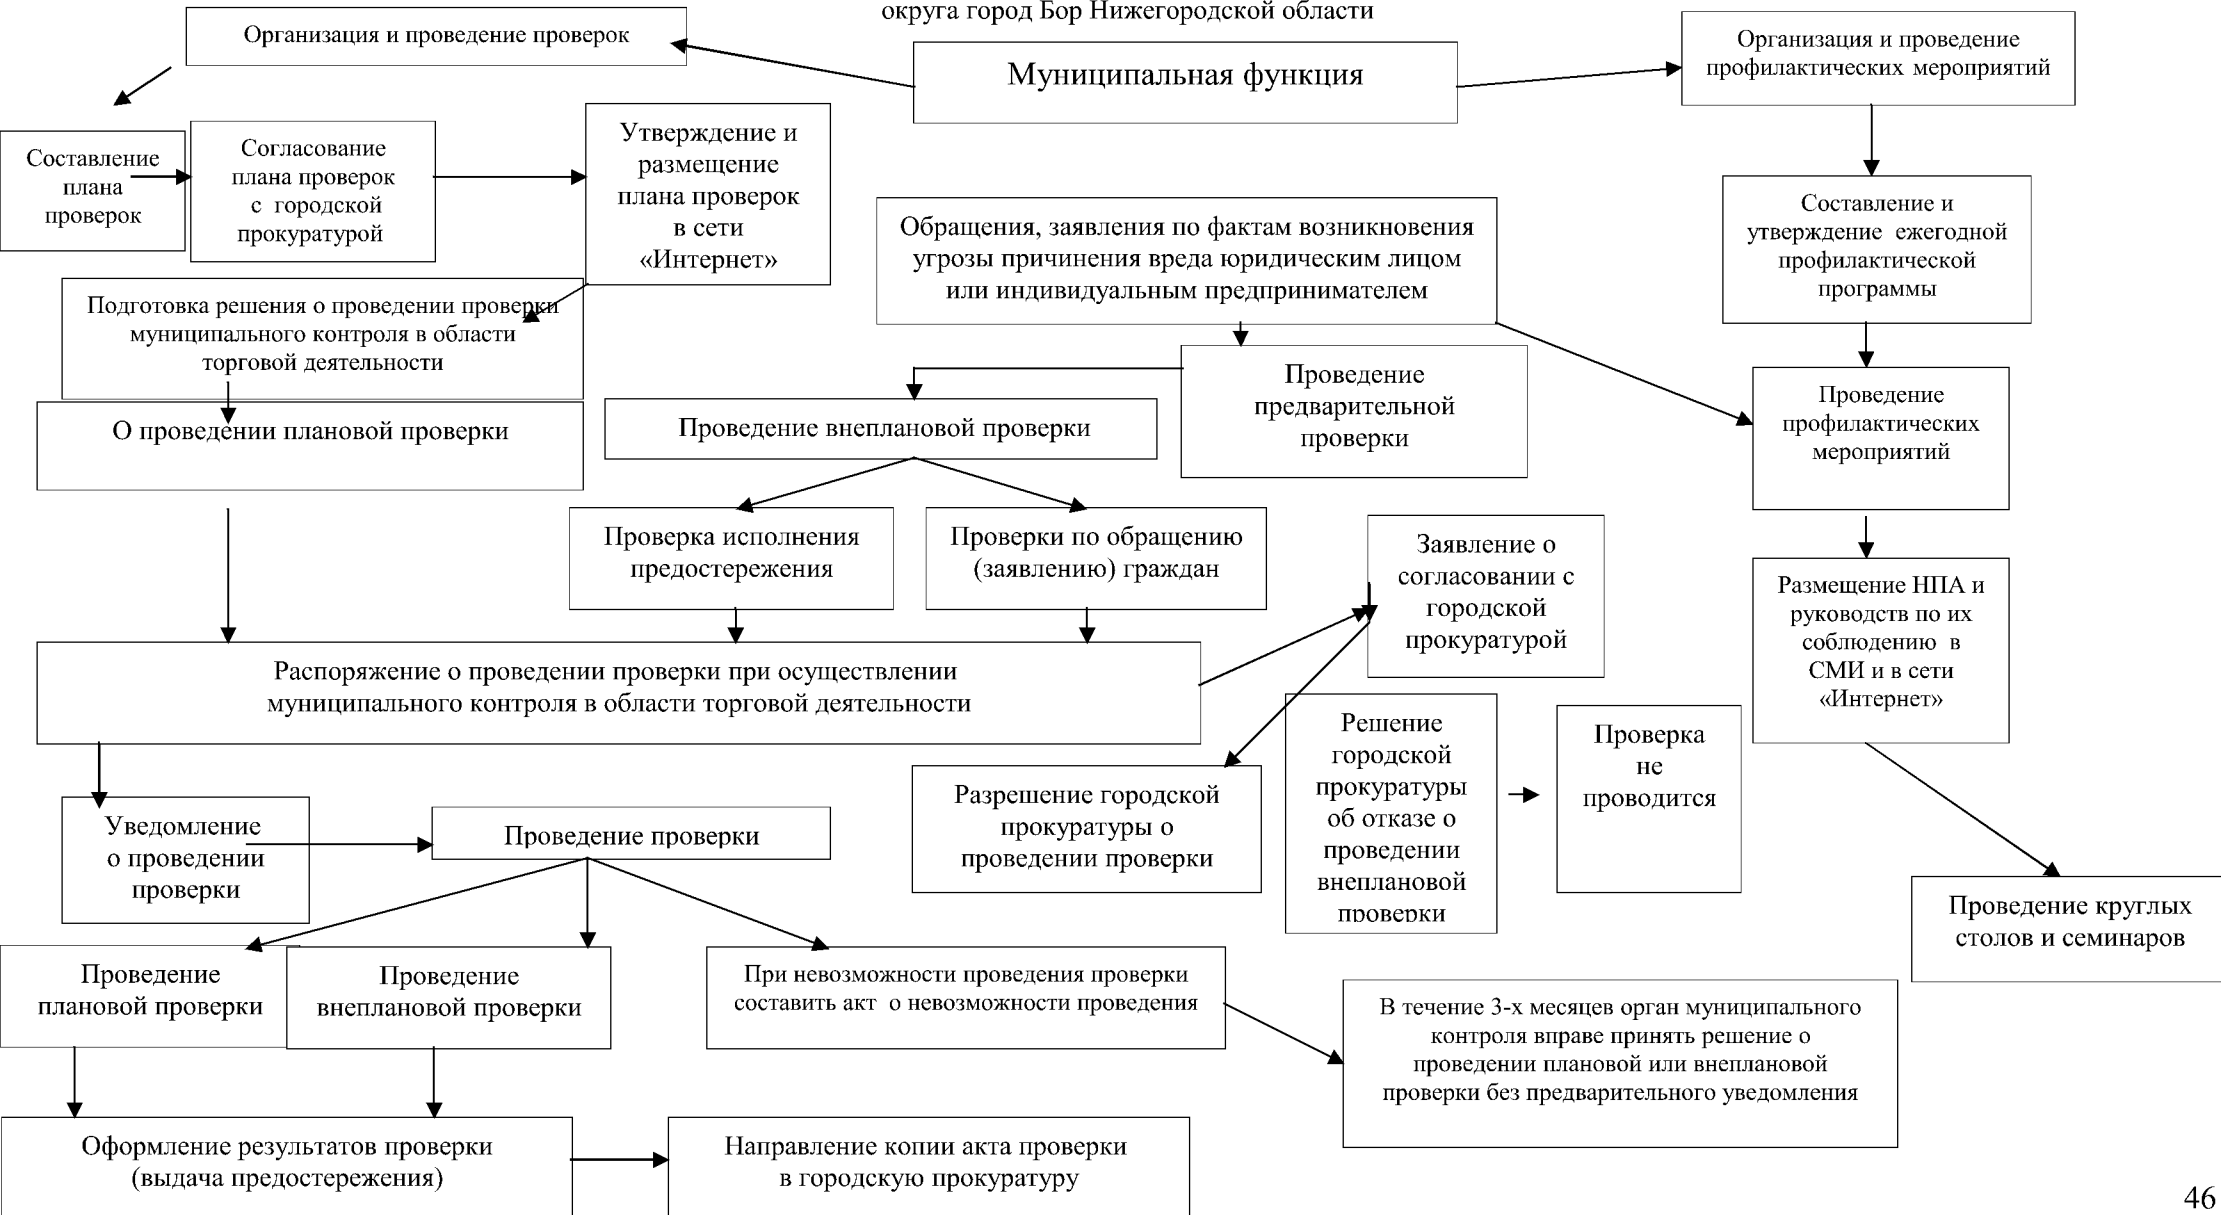 округа город Бор Нижегородской области
Организация и проведение проверок
Муниципальная функция
Организация и проведение
профилактических мероприятий
Составление
плана
проверок
Согласование
плана проверок
с городской
прокуратурой
Утверждение и
размещение
плана проверок
в сети
«Интернет»
Обращения, заявления по фактам возникновения
угрозы причинения вреда юридическим лицом
или индивидуальным предпринимателем
Составление и
утверждение ежегодной
профилактической
программы
Подготовка решения о проведении проверки
муниципального контроля в области
торговой деятельности
О проведении плановой проверки
Проведение внеплановой проверки
Проведение
предварительной
проверки
Проведение
профилактических
мероприятий
Проверка исполнения
предостережения
Проверки по обращению
(заявлению) граждан
Заявление о
согласовании с
городской
прокуратурой
Размещение НПА и
руководств по их
соблюдению в
СМИ и в сети
«Интернет»
Распоряжение о проведении проверки при осуществлении
муниципального контроля в области торговой деятельности
Разрешение городской
прокуратуры о
проведении проверки
Решение
городской
прокуратуры
об отказе о
проведении
внеплановой
проверки
Проверка
не
проводится
Уведомление
о проведении
проверки
Проведение проверки
Проведение круглых
столов и семинаров
Проведение
плановой проверки
Проведение
внеплановой проверки
При невозможности проведения проверки
составить акт о невозможности проведения
В течение 3-х месяцев орган муниципального
контроля вправе принять решение о
проведении плановой или внеплановой
проверки без предварительного уведомления
Оформление результатов проверки
(выдача предостережения)
Направление копии акта проверки
в городскую прокуратуру
46